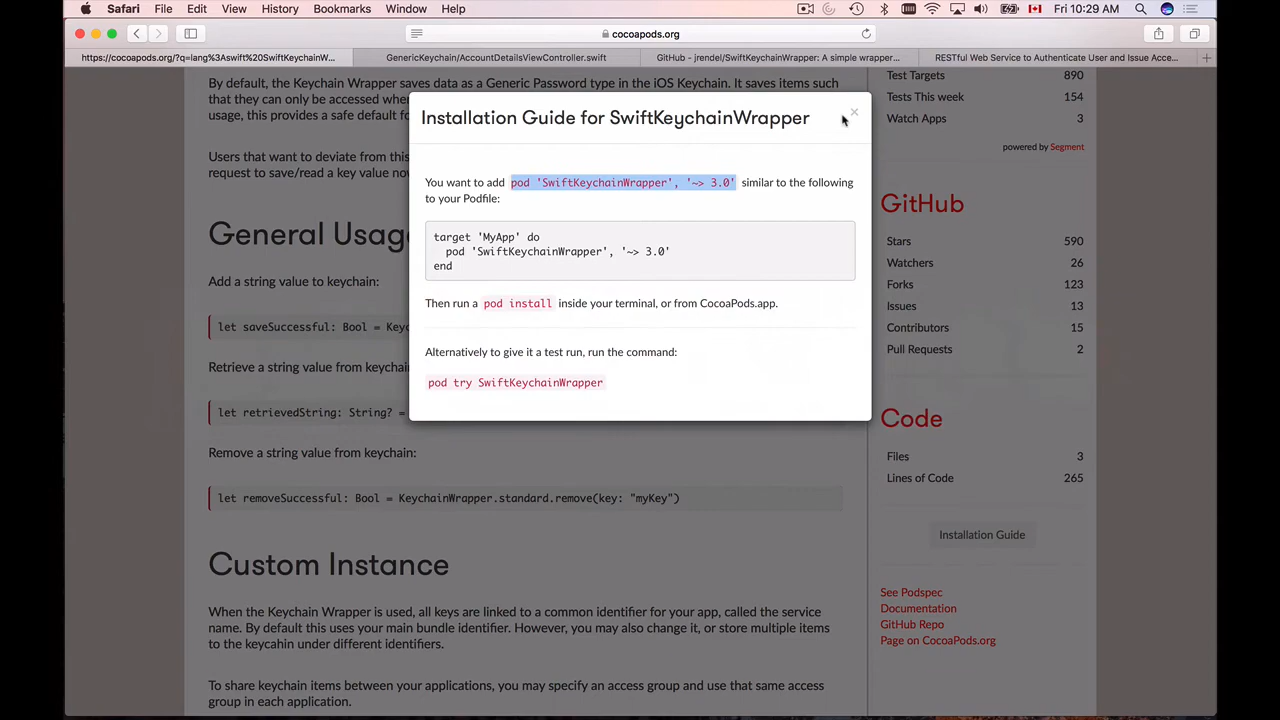 Safari File Edit View History Bookmarks Window Help Fri 10:29 AM
cocoapods.org
https://cocoapods.org/?q=lang%3Aswift%20SwiftKeychainW... GenericKeychain/AccountDetailsViewController.swift GitHub - jrendel/SwiftKeychainWrapper: A simple wrapper... RESTful Web Service to Authenticate User and Issue Acce...
By default, the Keychain Wrapper saves data as a Generic Password type in the iOS Keychain. It saves items such
that they can only be accessed when
usage, this provides a safe default fo
Users that want to deviate from this
request to save/read a key value now
General Usag
Add a string value to keychain:
let saveSuccessful: Bool = Keyc
Retrieve a string value from keychain
let retrievedString: String? =
Remove a string value from keychain:
let removeSuccessful: Bool = KeychainWrapper.standard.remove(key: "myKey")
Custom Instance
When the Keychain Wrapper is used, all keys are linked to a common identifier for your app, called the service
name. By default this uses your main bundle identifier. However, you may also change it, or store multiple items
to the keycahin under different identifiers.
To share keychain items between your applications, you may specify an access group and use that same access
group in each application.
Installation Guide for SwiftKeychainWrapper ×
You want to add pod 'SwiftKeychainWrapper', '~> 3.0' similar to the following
to your Podfile:
target 'MyApp' do
pod 'SwiftKeychainWrapper', '~> 3.0'
end
Then run a pod install inside your terminal, or from CocoaPods.app.
Alternatively to give it a test run, run the command:
pod try SwiftKeychainWrapper
Test Targets 890
Tests This week 154
Watch Apps 3
powered by Segment
GitHub
Stars 590
Watchers 26
Forks 123
Issues 13
Contributors 15
Pull Requests 2
Code
Files 3
Lines of Code 265
Installation Guide
See Podspec
Documentation
GitHub Repo
Page on CocoaPods.org